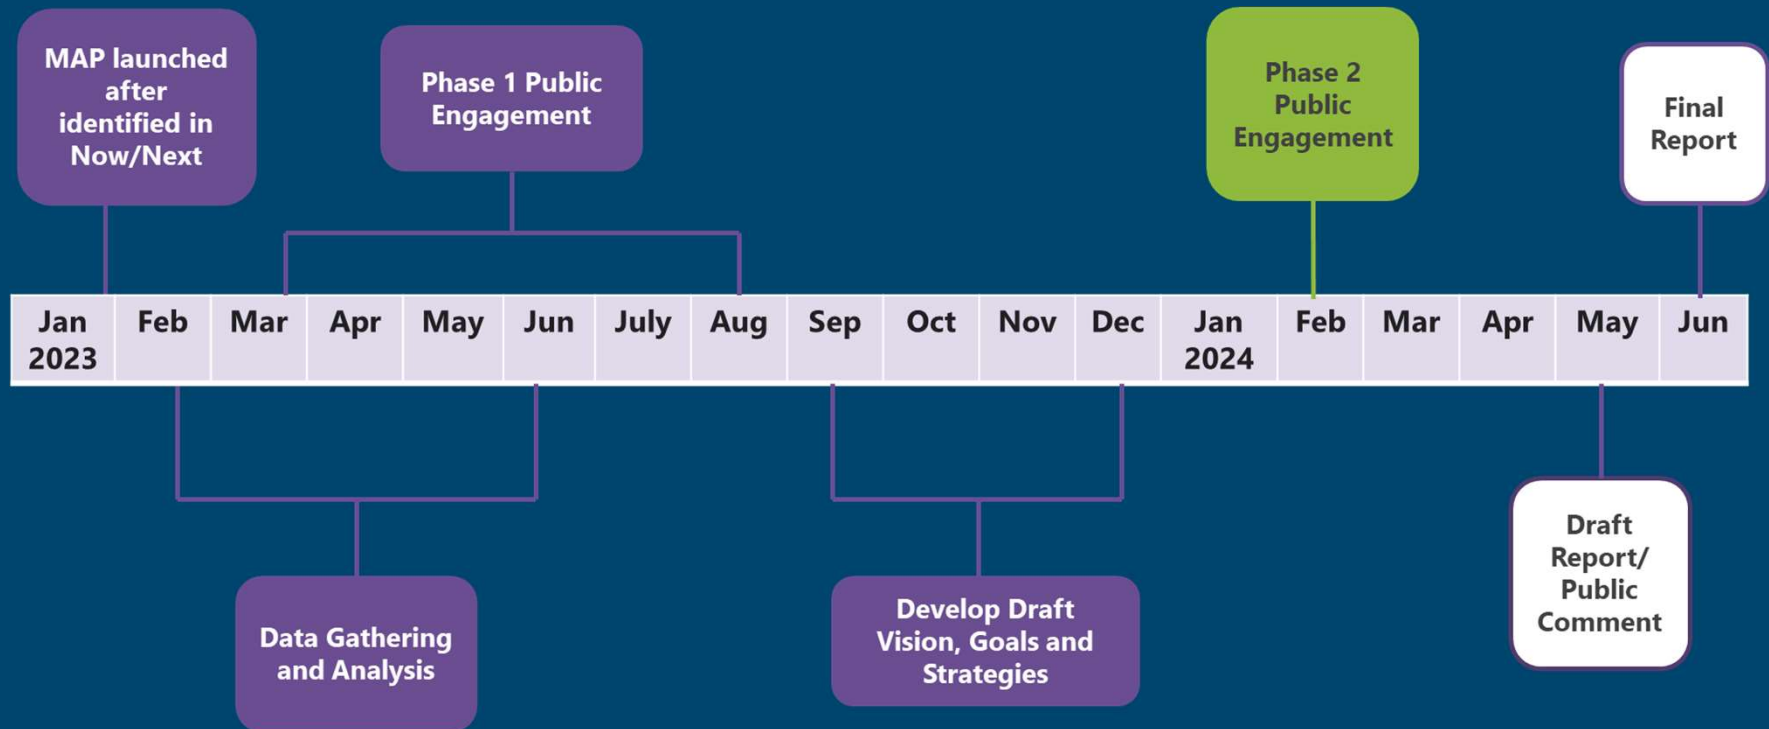 MAP launched
after
identified in
Now/Next
Phase 1 Public
Engagement
Phase 2
Public
Engagement
Final
Report
Jan
2023
Feb
Mar
Apr
May
Jun
July
Aug
Sep
Oct
Nov
Dec
Jan
2024
Feb
Mar
Apr
May
Jun
Data Gathering
and Analysis
Develop Draft
Vision, Goals and
Strategies
Draft
Report/
Public
Comment